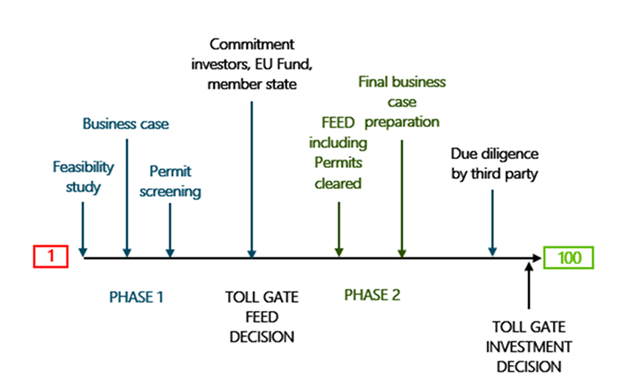 Commitment
investors, EU Fund,
member state
Final business
case
preparation
Business case
FEED
including
Permits
cleared
Feasibility
study
Permit
screening
Due diligence
by third party
1
100
PHASE 1
TOLL GATE
FEED
DECISION
PHASE 2
TOLL GATE
INVESTMENT
DECISION